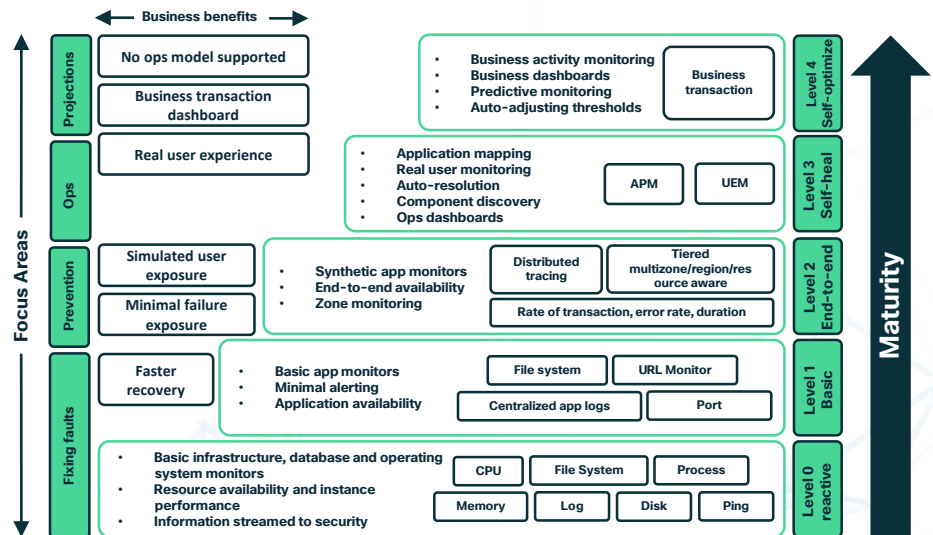 Business benefits
Focus Areas
Projections
No ops model supported
Business transaction
dashboard
• Business activity monitoring
• Business dashboards
• Predictive monitoring
• Auto-adjusting thresholds
Business
transaction
Level 4
Self-optimize
Ops
Real user experience
• Application mapping
• Real user monitoring
• Auto-resolution
• Component discovery
• Ops dashboards
APM
UEM
Level 3
Self-heal
Prevention
Simulated user
exposure
Minimal failure
exposure
• Synthetic app monitors
• End-to-end availability
• Zone monitoring
Distributed
tracing
Tiered
multizone/region/res
ource aware
Rate of transaction, error rate, duration
Level 2
End-to-end
Fixing faults
Faster
recovery
• Basic app monitors
• Minimal alerting
• Application availability
File system
URL Monitor
Centralized app logs
Port
Level 1
Basic
• Basic infrastructure, database and operating
system monitors
• Resource availability and instance
performance
• Information streamed to security
CPU
File System
Process
Memory
Log
Disk
Ping
Level 0
reactive
Maturity